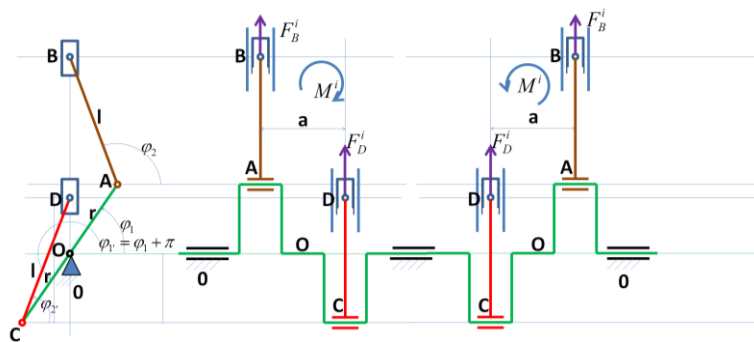 B
l
φ₂
A
D
r
φ₁
O
φ₁' = φ₁ + π
l
r
0
φ₂'
C
F_B^i
B
M^i
a
F_D^i
A
D
O
0
C
F_B^i
B
M^i
a
F_D^i
A
D
O
0
C